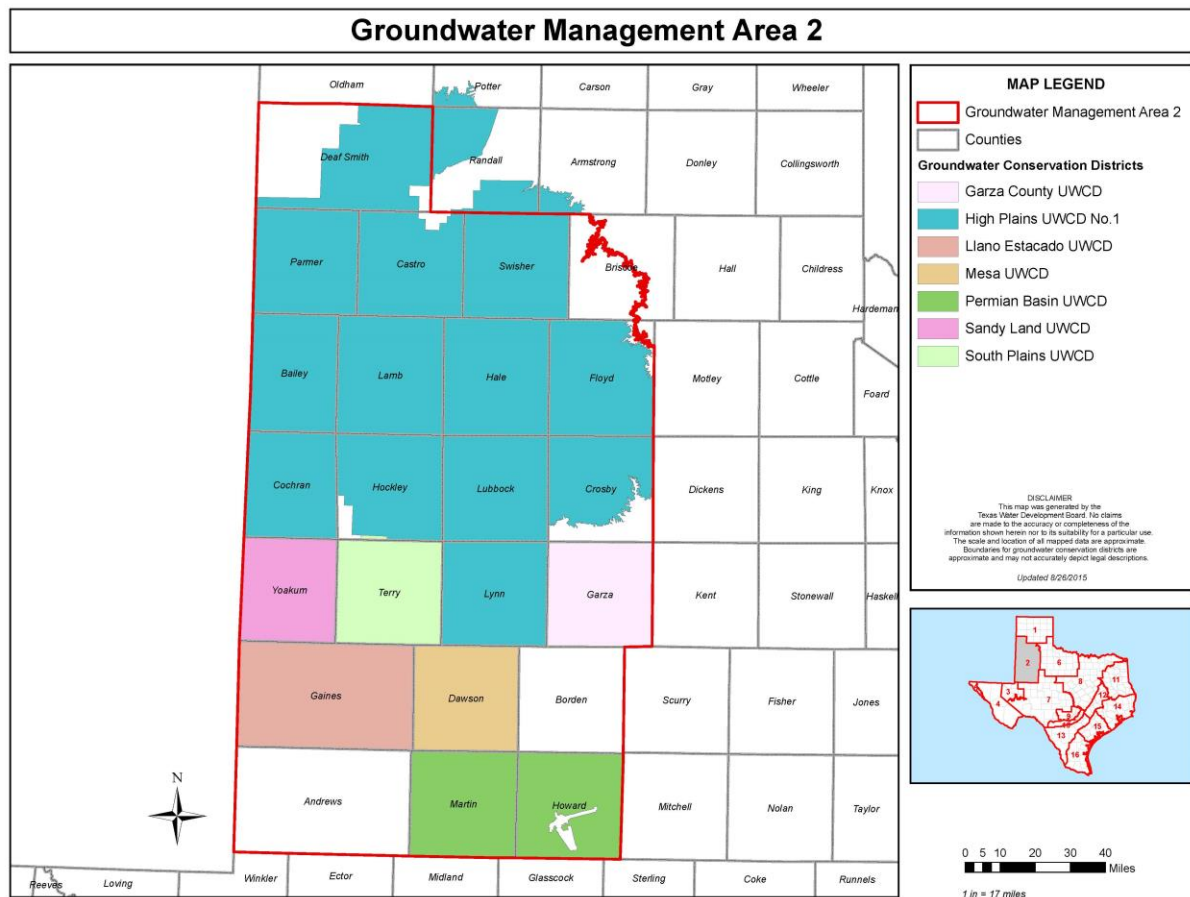 Groundwater Management Area 2
Oldham
Potter
Carson
Gray
Wheeler
Deaf Smith
Randall
Armstrong
Donley
Collingsworth
Parmer
Castro
Swisher
Briscoe
Hall
Childress
Hardeman
Bailey
Lamb
Hale
Floyd
Motley
Cottle
Foard
Cochran
Hockley
Lubbock
Crosby
Dickens
King
Knox
Yoakum
Terry
Lynn
Garza
Kent
Stonewall
Haskell
Gaines
Dawson
Borden
Scurry
Fisher
Jones
N
Andrews
Martin
Howard
Mitchell
Nolan
Taylor
Reeves
Loving
Winkler
Ector
Midland
Glasscock
Sterling
Coke
Runnels
MAP LEGEND
Groundwater Management Area 2
Counties
Groundwater Conservation Districts
Garza County UWCD
High Plains UWCD No.1
Llano Estacado UWCD
Mesa UWCD
Permian Basin UWCD
Sandy Land UWCD
South Plains UWCD
DISCLAIMER
This map was generated by the
Texas Water Development Board. No claims
are made to the accuracy or completeness of the
information shown herein nor to its suitability for a particular use.
The scale and location of all mapped data are approximate.
Boundaries for groundwater conservation districts are
approximate and may not accurately depict legal descriptions.
Updated 8/26/2015
1
2
6
8
11
3
7
12
4
14
13
15
16
0 5 10 20 30 40
Miles
1 in = 17 miles